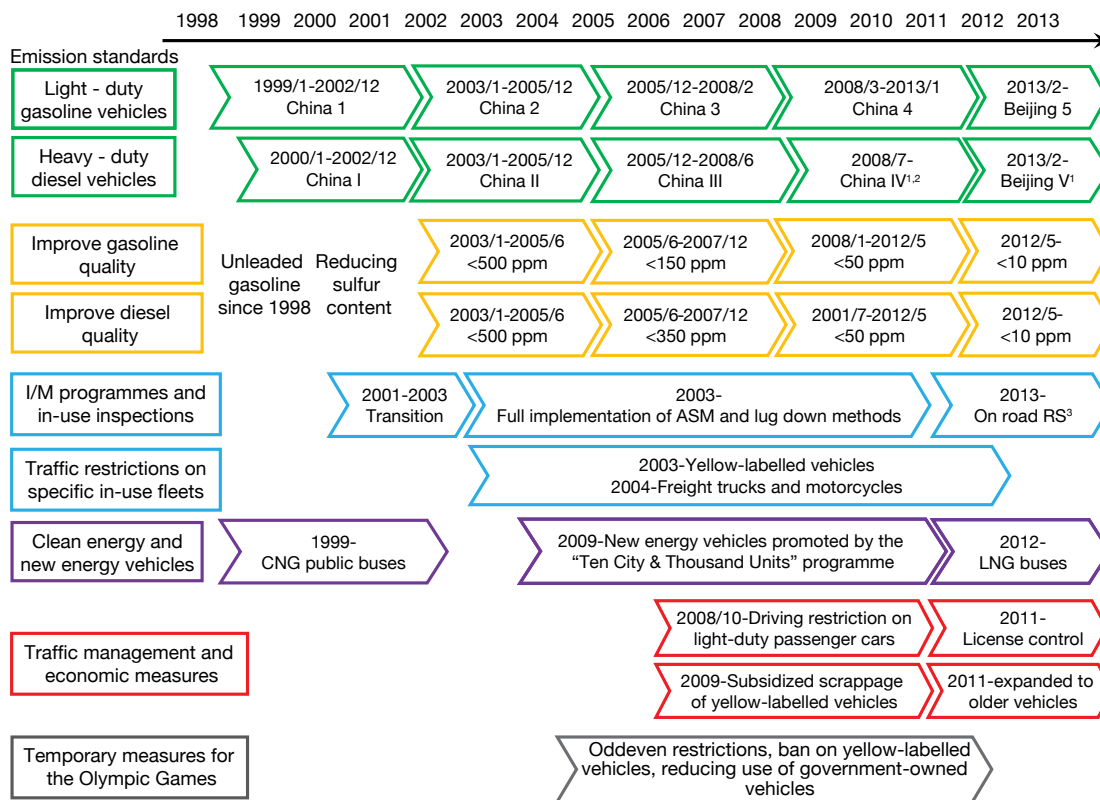 1998 1999 2000 2001 2002 2003 2004 2005 2006 2007 2008 2009 2010 2011 2012 2013
Emission standards
Light - duty
gasoline vehicles
1999/1-2002/12
China 1
2003/1-2005/12
China 2
2005/12-2008/2
China 3
2008/3-2013/1
China 4
2013/2-
Beijing 5
Heavy - duty
diesel vehicles
2000/1-2002/12
China I
2003/1-2005/12
China II
2005/12-2008/6
China III
2008/7-
China IV1,2
2013/2-
Beijing V1
Improve gasoline
quality
Unleaded
gasoline
since 1998
Reducing
sulfur
content
2003/1-2005/6
<500 ppm
2005/6-2007/12
<150 ppm
2008/1-2012/5
<50 ppm
2012/5-
<10 ppm
Improve diesel
quality
2003/1-2005/6
<500 ppm
2005/6-2007/12
<350 ppm
2001/7-2012/5
<50 ppm
2012/5-
<10 ppm
I/M programmes and
in-use inspections
2001-2003
Transition
2003-
Full implementation of ASM and lug down methods
2013-
On road RS3
Traffic restrictions on
specific in-use fleets
2003-Yellow-labelled vehicles
2004-Freight trucks and motorcycles
Clean energy and
new energy vehicles
1999-
CNG public buses
2009-New energy vehicles promoted by the
“Ten City & Thousand Units” programme
2012-
LNG buses
Traffic management and
economic measures
2008/10-Driving restriction on
light-duty passenger cars
2011-
License control
2009-Subsidized scrappage
of yellow-labelled vehicles
2011-expanded to
older vehicles
Temporary measures for
the Olympic Games
Oddeven restrictions, ban on yellow-labelled
vehicles, reducing use of government-owned
vehicles